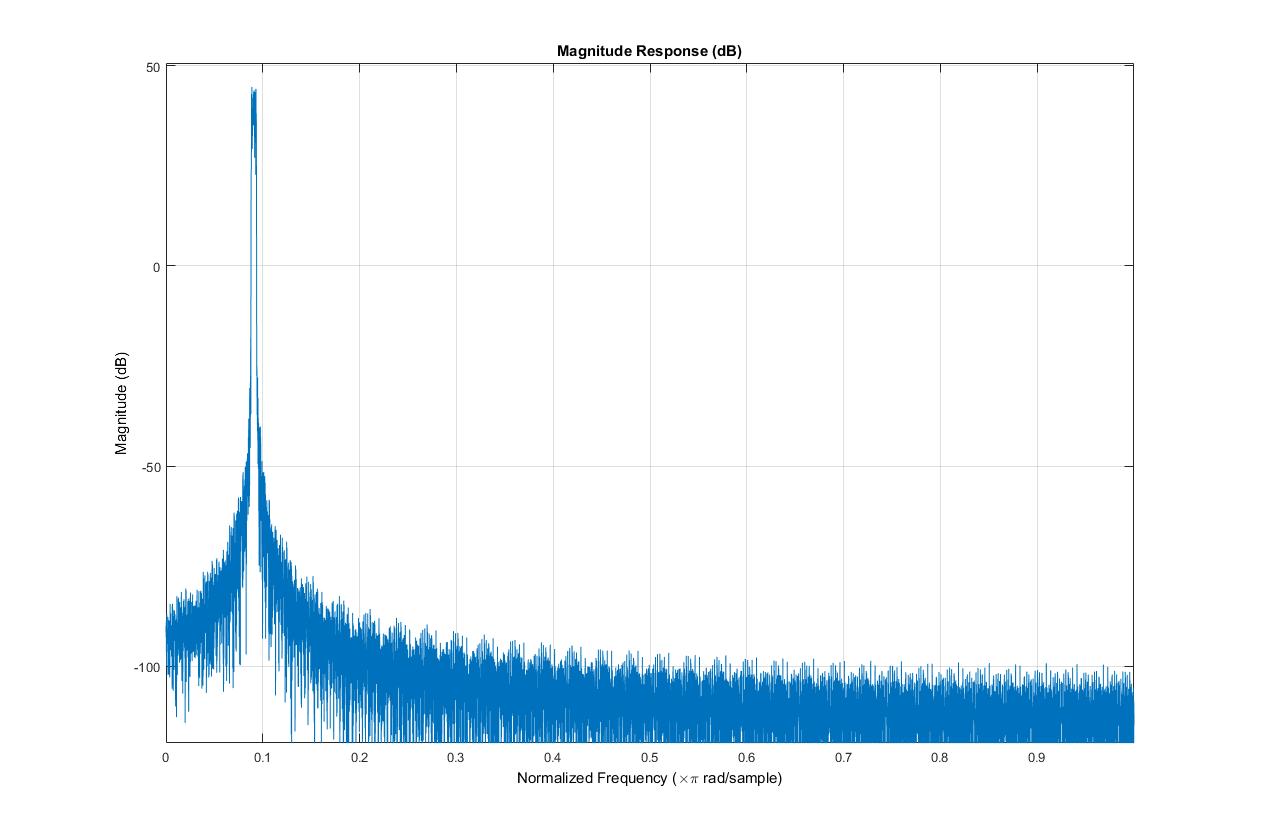 Magnitude Response (dB)
50
0
-50
-100
Magnitude (dB)
0 0.1 0.2 0.3 0.4 0.5 0.6 0.7 0.8 0.9
Normalized Frequency (×π rad/sample)